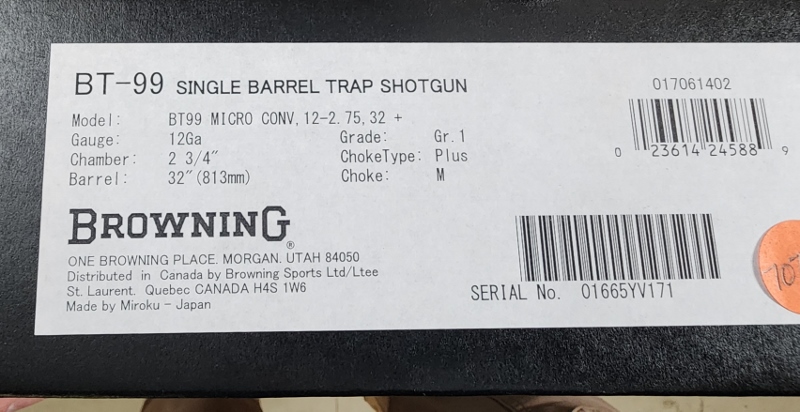 BT-99 SINGLE BARREL TRAP SHOTGUN
Model: BT99 MICRO CONV,12-2.75,32 +
Gauge: 12Ga Grade: Gr.1
Chamber: 2 3/4" ChokeType: Plus
Barrel: 32"(813mm) Choke: M
017061402
0 23614 24588 9
BROWNING®
ONE BROWNING PLACE. MORGAN. UTAH 84050
Distributed in Canada by Browning Sports Ltd/Ltee
St. Laurent. Quebec CANADA H4S 1W6
Made by Miroku - Japan
SERIAL No. 01665YV171